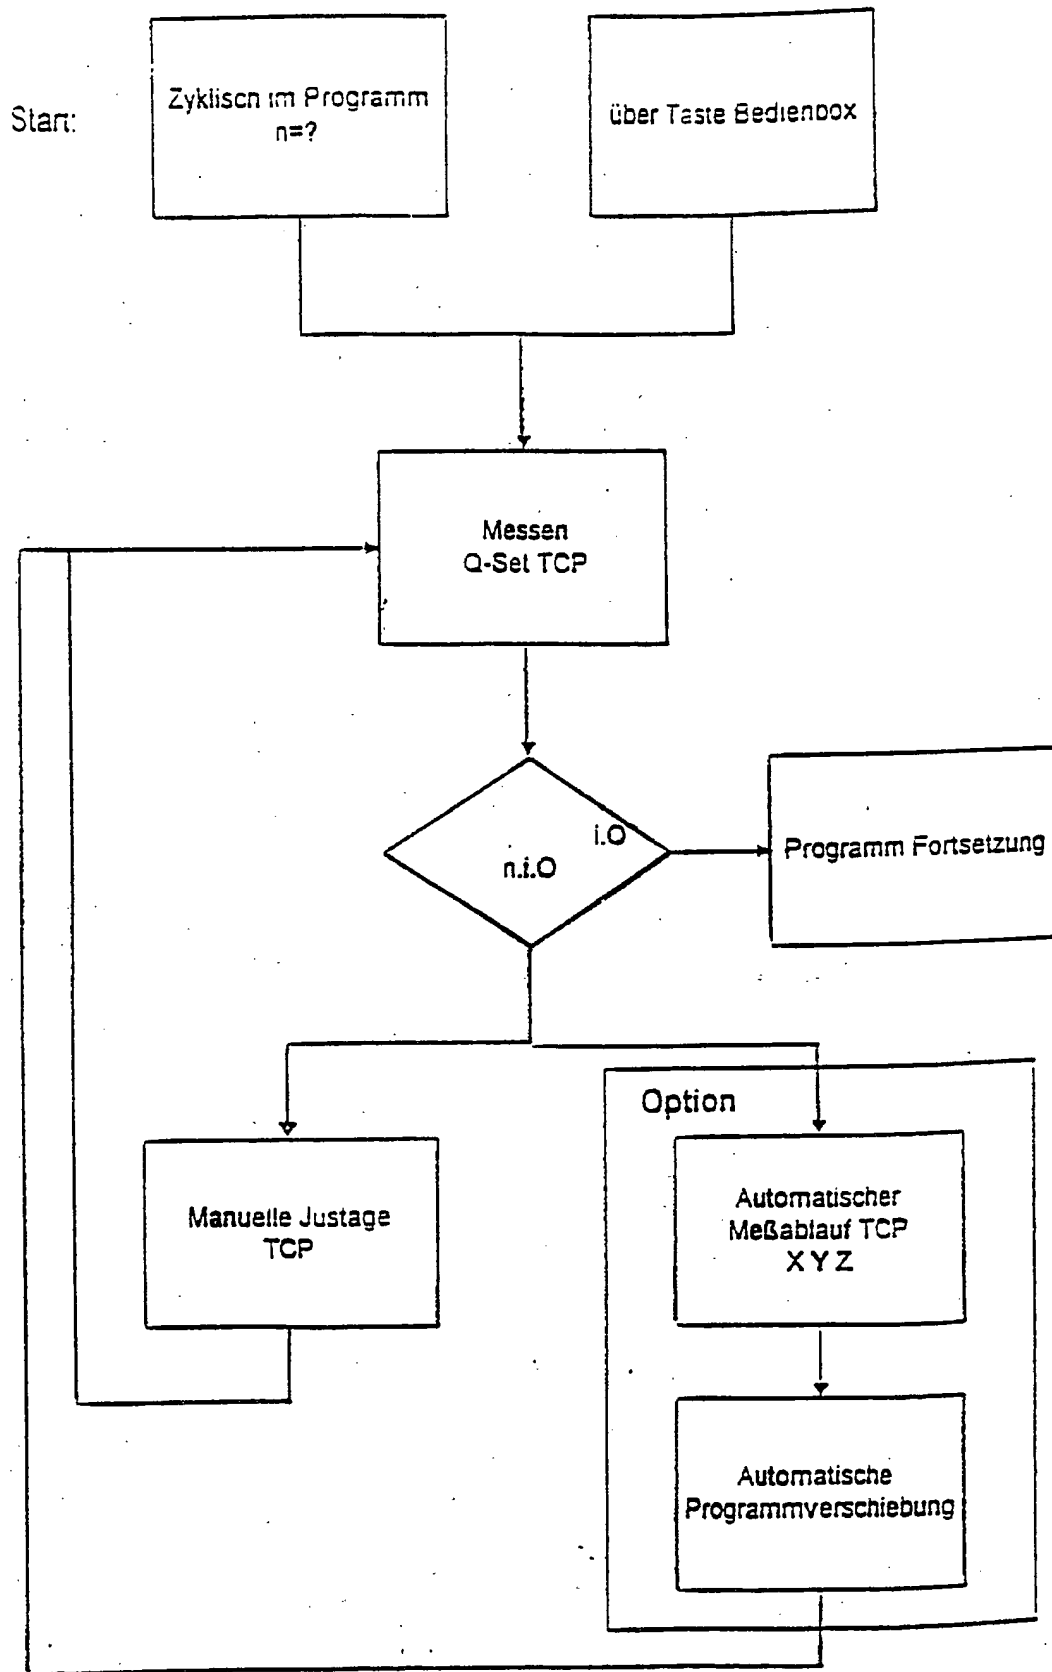 Start:
Zyklisch im Programm
n=?
über Taste Bedienbox
Messen
Q-Set TCP
i.O
n.i.O
Programm Fortsetzung
Option
Manuelle Justage
TCP
Automatischer
Meßablauf TCP
X Y Z
Automatische
Programmverschiebung